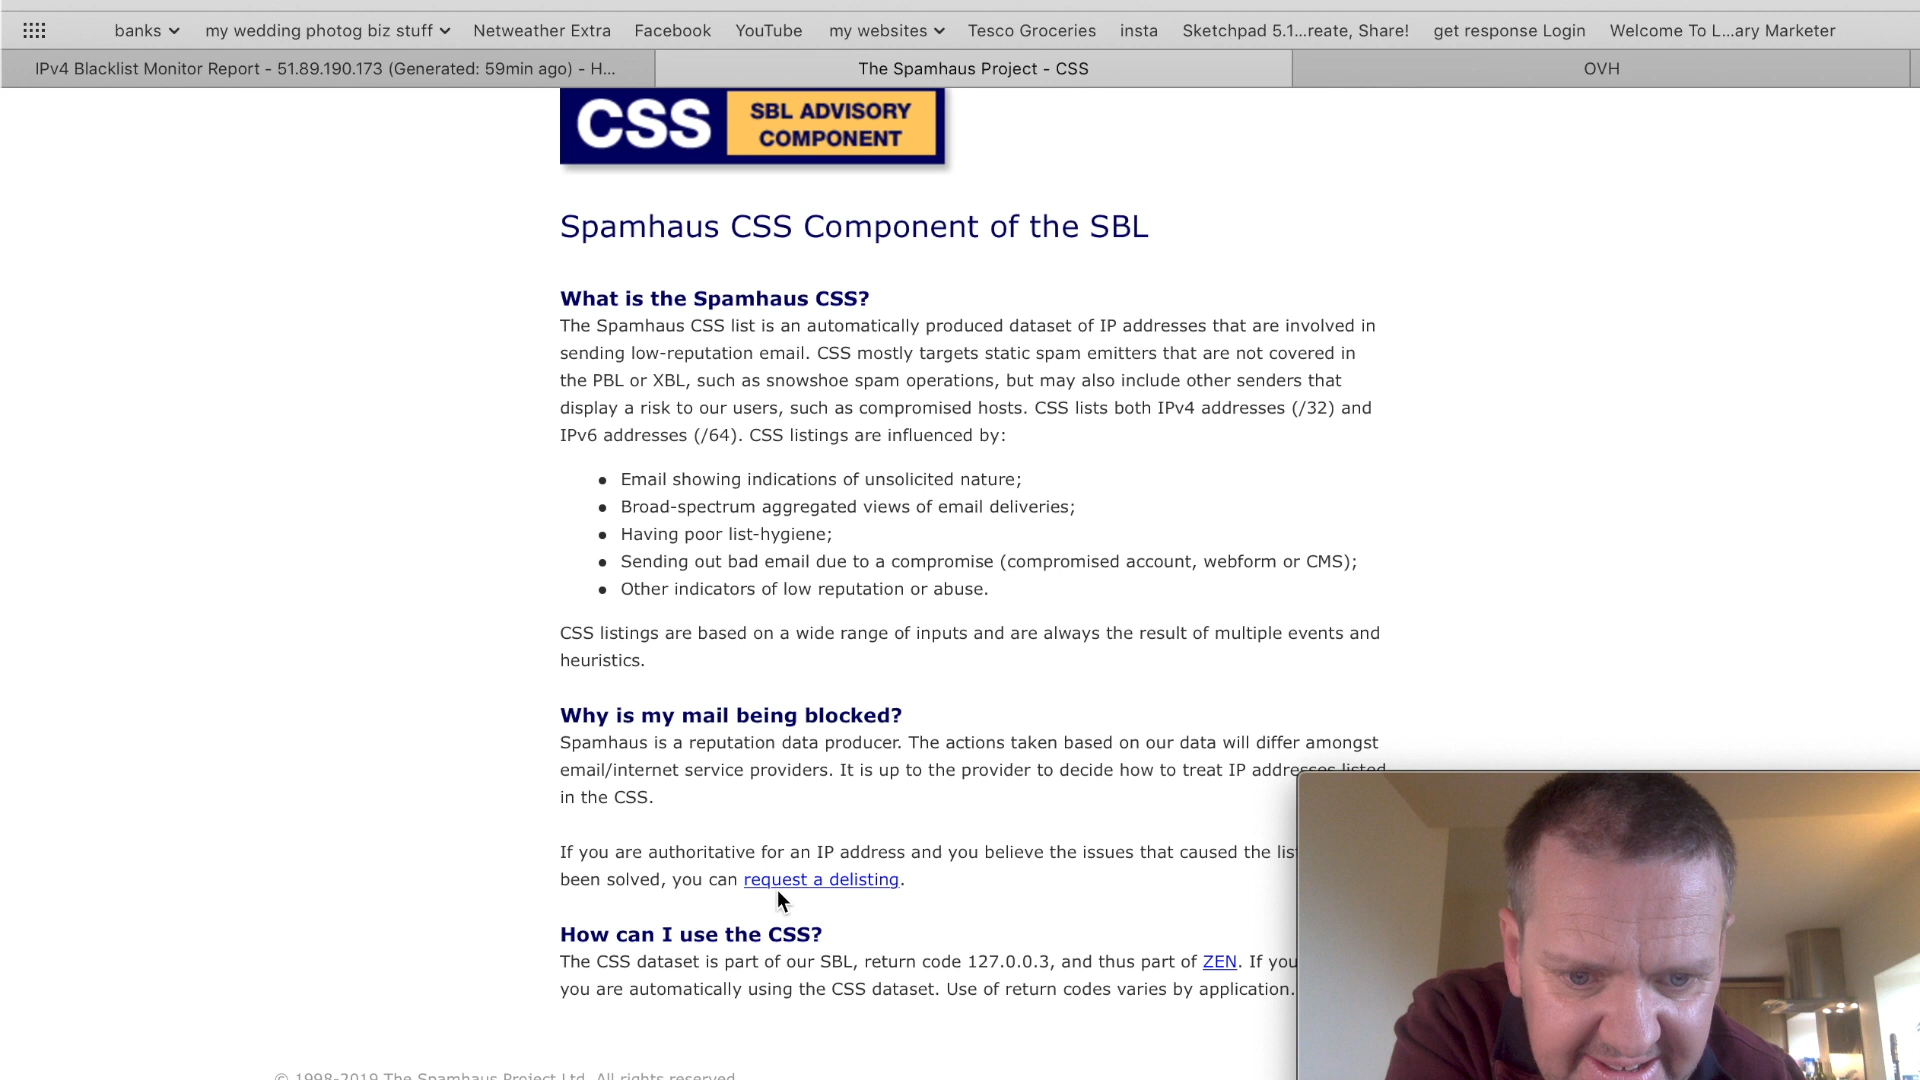 banks my wedding photog biz stuff Netweather Extra Facebook YouTube my websites Tesco Groceries insta Sketchpad 5.1...reate, Share! get response Login Welcome To L...ary Marketer
IPv4 Blacklist Monitor Report - 51.89.190.173 (Generated: 59min ago) - H... The Spamhaus Project - CSS OVH
CSS SBL ADVISORY
COMPONENT
Spamhaus CSS Component of the SBL
What is the Spamhaus CSS?
The Spamhaus CSS list is an automatically produced dataset of IP addresses that are involved in
sending low-reputation email. CSS mostly targets static spam emitters that are not covered in
the PBL or XBL, such as snowshoe spam operations, but may also include other senders that
display a risk to our users, such as compromised hosts. CSS lists both IPv4 addresses (/32) and
IPv6 addresses (/64). CSS listings are influenced by:
• Email showing indications of unsolicited nature;
• Broad-spectrum aggregated views of email deliveries;
• Having poor list-hygiene;
• Sending out bad email due to a compromise (compromised account, webform or CMS);
• Other indicators of low reputation or abuse.
CSS listings are based on a wide range of inputs and are always the result of multiple events and
heuristics.
Why is my mail being blocked?
Spamhaus is a reputation data producer. The actions taken based on our data will differ amongst
email/internet service providers. It is up to the provider to decide how to treat IP addresses listed
in the CSS.
If you are authoritative for an IP address and you believe the issues that caused the lis
been solved, you can request a delisting.
How can I use the CSS?
The CSS dataset is part of our SBL, return code 127.0.0.3, and thus part of ZEN. If you
you are automatically using the CSS dataset. Use of return codes varies by application.
© 1998-2019 The Spamhaus Project Ltd. All rights reserved.